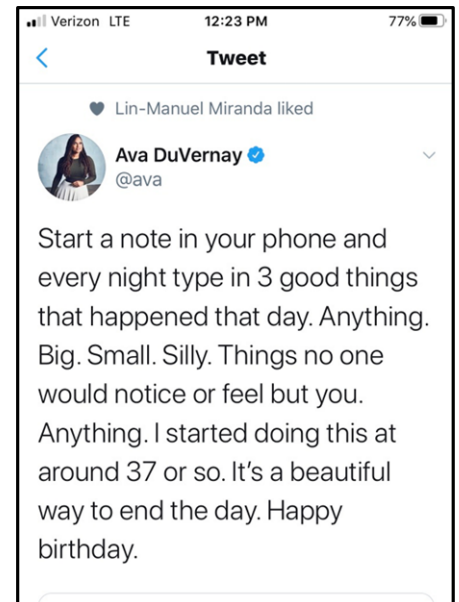 Verizon LTE 12:23 PM 77%
Tweet
Lin-Manuel Miranda liked
Ava DuVernay
@ava
Start a note in your phone and
every night type in 3 good things
that happened that day. Anything.
Big. Small. Silly. Things no one
would notice or feel but you.
Anything. I started doing this at
around 37 or so. It's a beautiful
way to end the day. Happy
birthday.